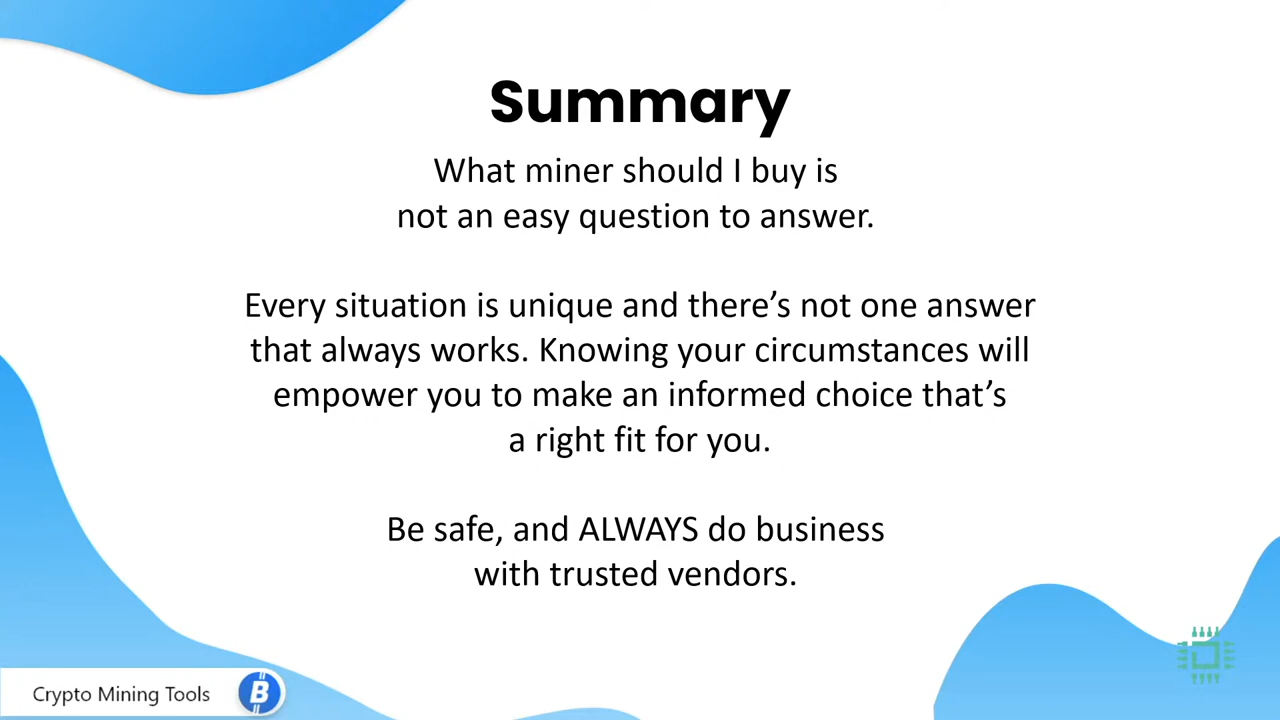 Summary
What miner should I buy is
not an easy question to answer.
Every situation is unique and there’s not one answer
that always works. Knowing your circumstances will
empower you to make an informed choice that’s
a right fit for you.
Be safe, and ALWAYS do business
with trusted vendors.
Crypto Mining Tools